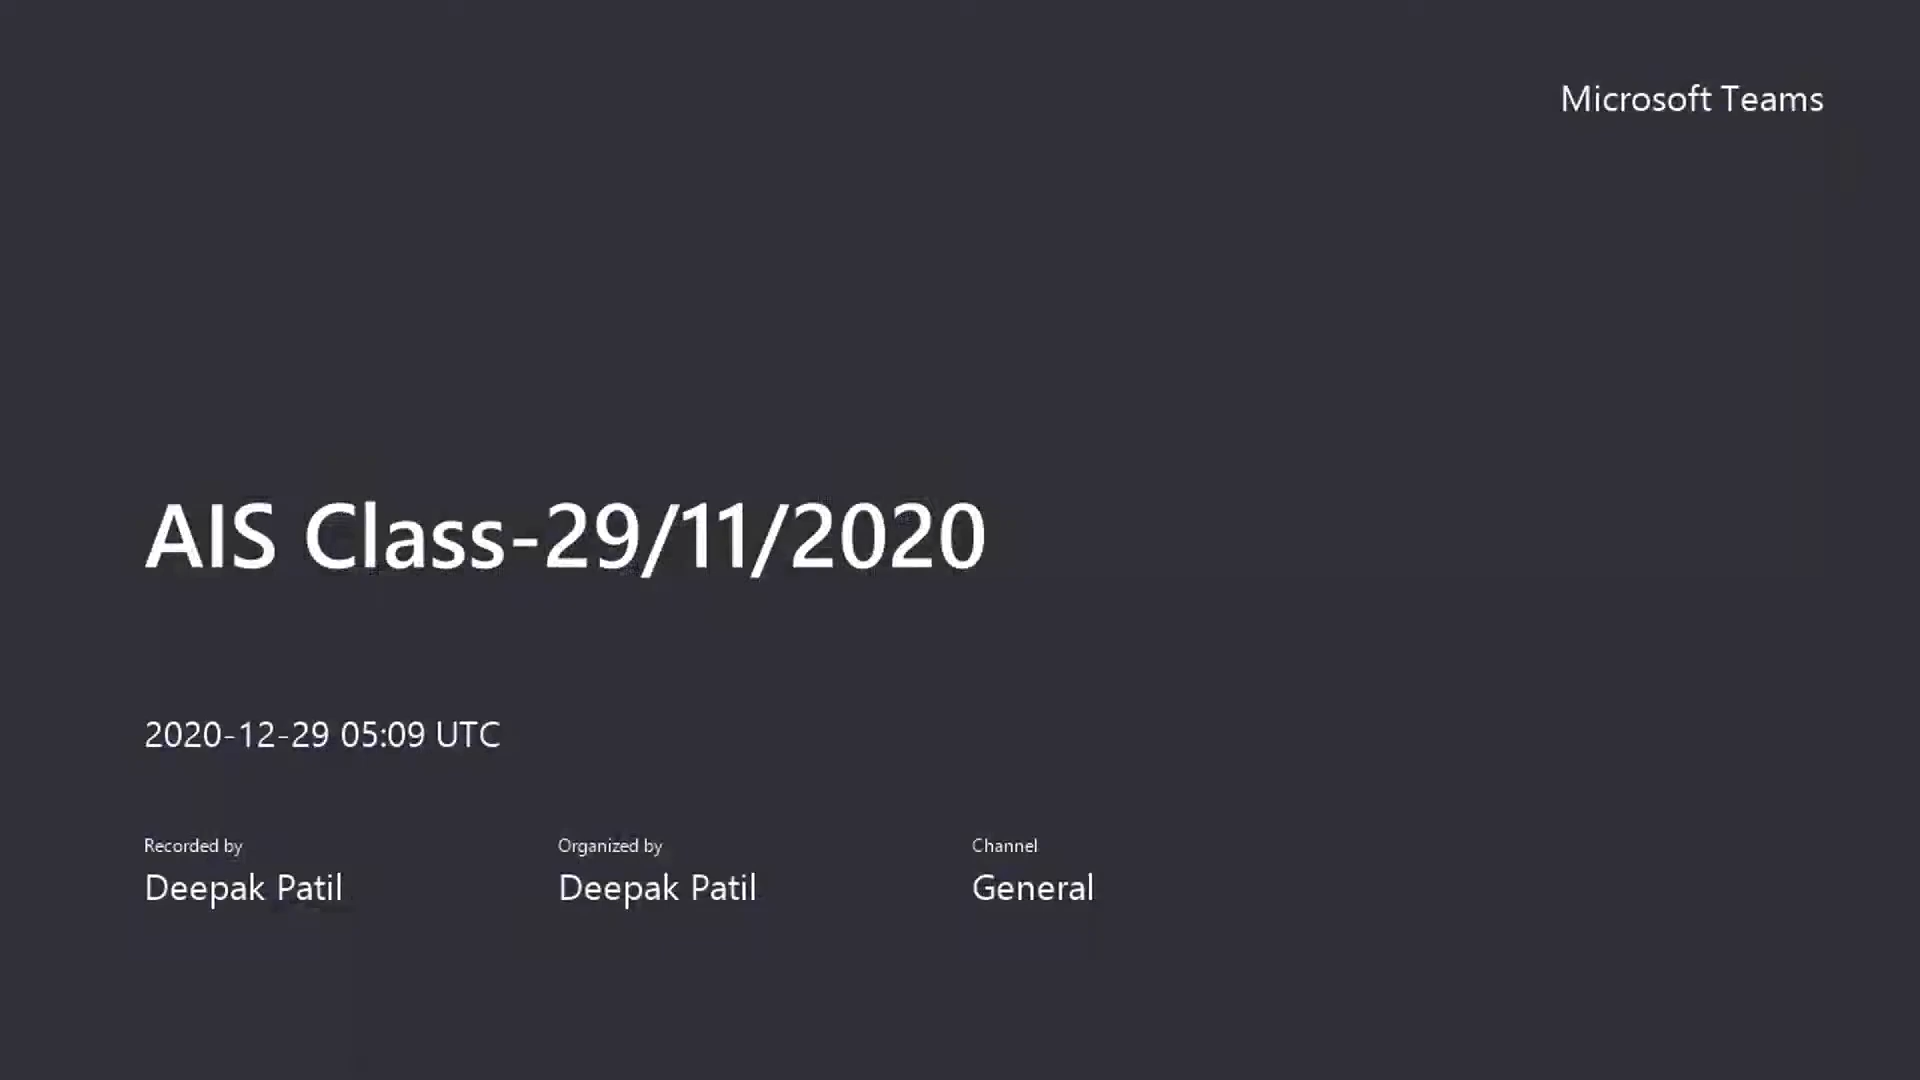 Microsoft Teams
AIS Class-29/11/2020
2020-12-29 05:09 UTC
Recorded by
Deepak Patil
Organized by
Deepak Patil
Channel
General